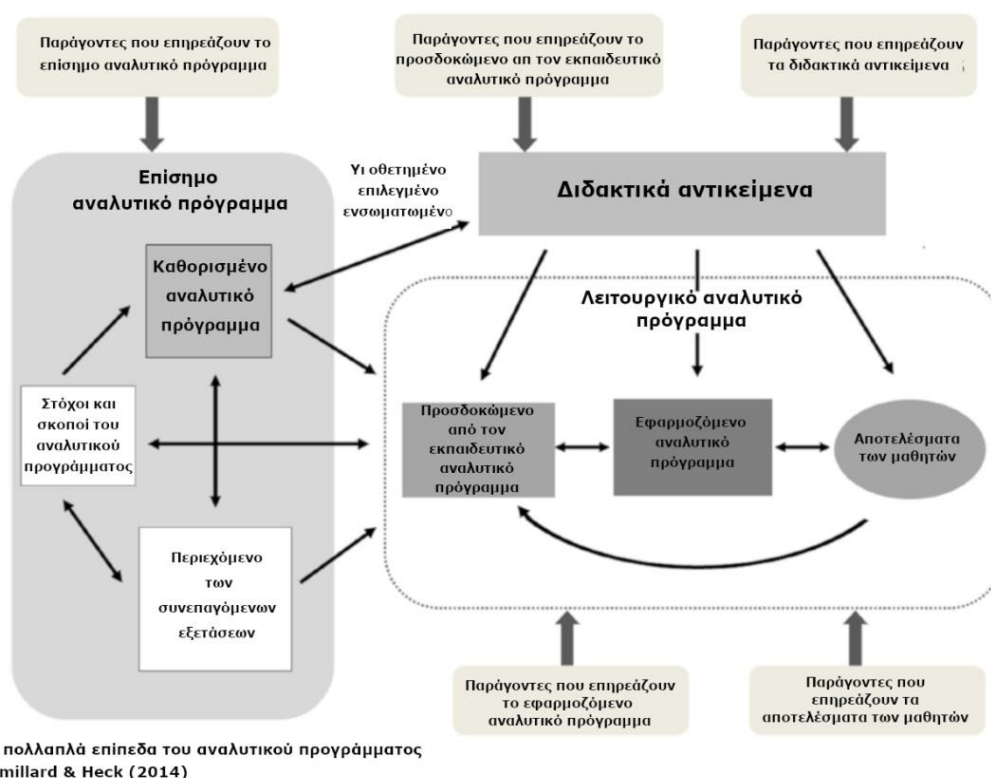 Παράγοντες που επηρεάζουν το
επίσημο αναλυτικό πρόγραμμα
Παράγοντες που επηρεάζουν το
προσδοκώμενο απ τον εκπαιδευτικό
αναλυτικό πρόγραμμα
Παράγοντες που επηρεάζουν
τα διδακτικά αντικείμενα
Επίσημο
αναλυτικό πρόγραμμα
Υι οθετημένο
επιλεγμένο
ενσωματωμένο
Διδακτικά αντικείμενα
Καθορισμένο
αναλυτικό
πρόγραμμα
Λειτουργικό αναλυτικό
πρόγραμμα
Στόχοι και
σκοποί του
αναλυτικού
προγράμματος
Προσδοκώμενο
από τον
εκπαιδευτικό
αναλυτικό
πρόγραμμα
Εφαρμοζόμενο
αναλυτικό
πρόγραμμα
Αποτελέσματα
των μαθητών
Περιεχόμενο
των
συνεπαγόμενων
εξετάσεων
Παράγοντες που επηρεάζουν
το εφαρμοζόμενο
αναλυτικό πρόγραμμα
Παράγοντες που
επηρεάζουν τα
αποτελέσματα των μαθητών
πολλαπλά επίπεδα του αναλυτικού προγράμματος
millard & Heck (2014)